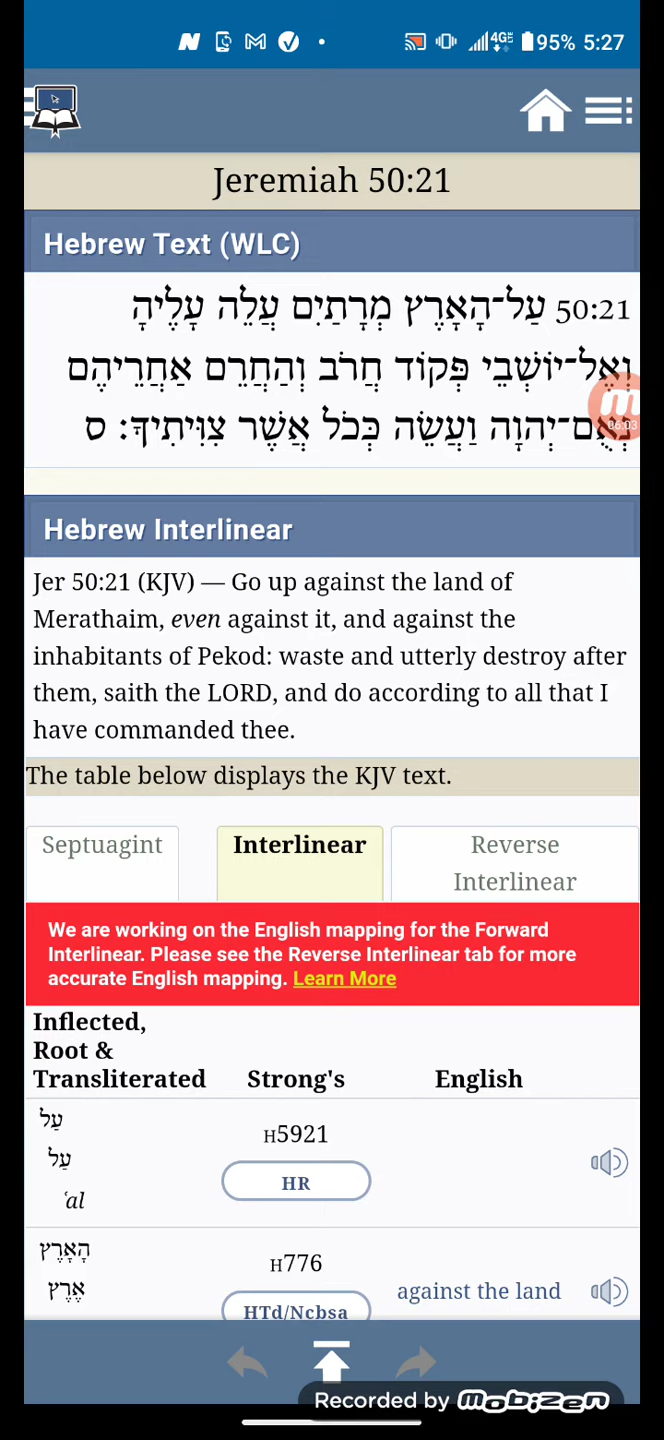 4G 95% 5:27
Jeremiah 50:21
Hebrew Text (WLC)
50:21 עַל־הָאָרֶץ מְרָתַיִם עֲלֵה עָלֶיהָ
וְאֶל־יוֹשְׁבֵי פְּקוֹד חֲרֹב וְהַחֲרֵם אַחֲרֵיהֶם
נְאֻם־יְהוָה וַעֲשֵׂה כְּכֹל אֲשֶׁר צִוִּיתִיךָ׃ ס
06:03
Hebrew Interlinear
Jer 50:21 (KJV) — Go up against the land of
Merathaim, even against it, and against the
inhabitants of Pekod: waste and utterly destroy after
them, saith the LORD, and do according to all that I
have commanded thee.
The table below displays the KJV text.
Septuagint Interlinear Reverse
Interlinear
We are working on the English mapping for the Forward
Interlinear. Please see the Reverse Interlinear tab for more
accurate English mapping. Learn More
Inflected,
Root &
Transliterated Strong's English
עַל
H5921
עַל
HR
ʿal
הָאָרֶץ
H776
אֶרֶץ
against the land
HTd/Ncbsa
Recorded by mobizen